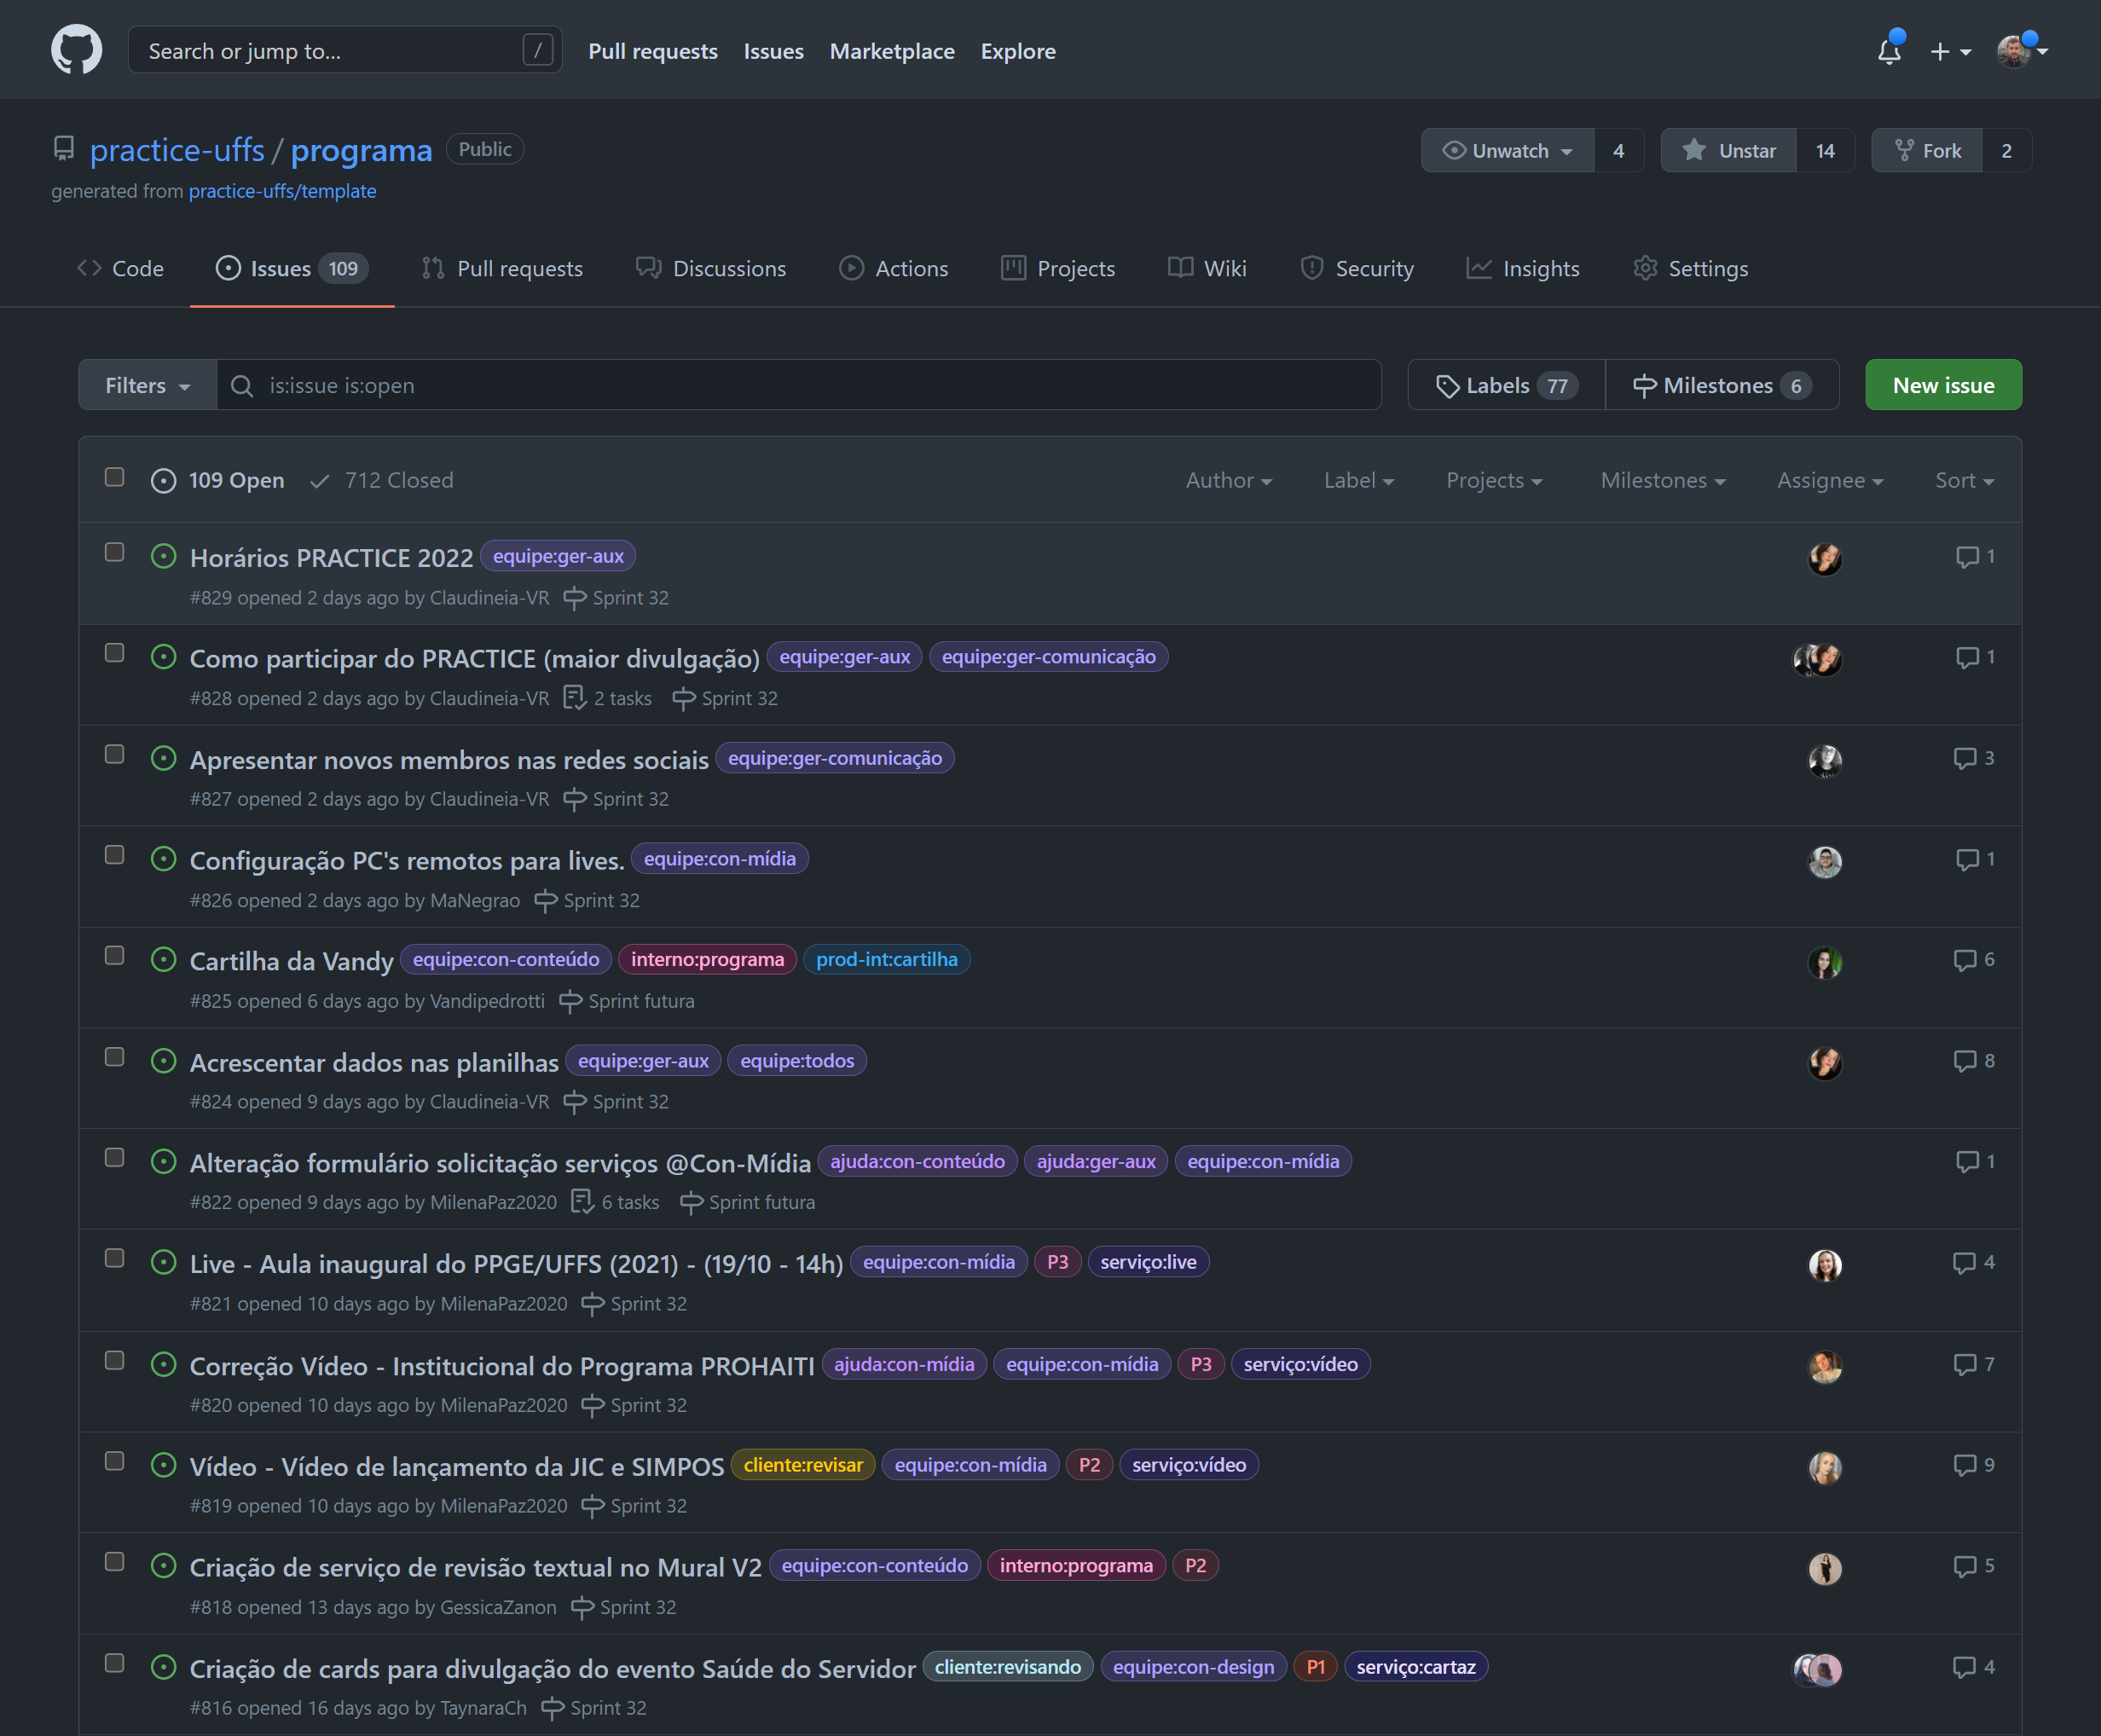 Search or jump to... / Pull requests Issues Marketplace Explore
practice-uffs / programa Public Unwatch 4 Unstar 14 Fork 2
generated from practice-uffs/template
Code Issues 109 Pull requests Discussions Actions Projects Wiki Security Insights Settings
Filters is:issue is:open Labels 77 Milestones 6 New issue
109 Open 712 Closed Author Label Projects Milestones Assignee Sort
Horários PRACTICE 2022 equipe:ger-aux 1
#829 opened 2 days ago by Claudineia-VR Sprint 32
Como participar do PRACTICE (maior divulgação) equipe:ger-aux equipe:ger-comunicação 1
#828 opened 2 days ago by Claudineia-VR 2 tasks Sprint 32
Apresentar novos membros nas redes sociais equipe:ger-comunicação 3
#827 opened 2 days ago by Claudineia-VR Sprint 32
Configuração PC's remotos para lives. equipe:con-mídia 1
#826 opened 2 days ago by MaNegrao Sprint 32
Cartilha da Vandy equipe:con-conteúdo interno:programa prod-int:cartilha 6
#825 opened 6 days ago by Vandipedrotti Sprint futura
Acrescentar dados nas planilhas equipe:ger-aux equipe:todos 8
#824 opened 9 days ago by Claudineia-VR Sprint 32
Alteração formulário solicitação serviços @Con-Mídia ajuda:con-conteúdo ajuda:ger-aux equipe:con-mídia 1
#822 opened 9 days ago by MilenaPaz2020 6 tasks Sprint futura
Live - Aula inaugural do PPGE/UFFS (2021) - (19/10 - 14h) equipe:con-mídia P3 serviço:live 4
#821 opened 10 days ago by MilenaPaz2020 Sprint 32
Correção Vídeo - Institucional do Programa PROHAITI ajuda:con-mídia equipe:con-mídia P3 serviço:vídeo 7
#820 opened 10 days ago by MilenaPaz2020 Sprint 32
Vídeo - Vídeo de lançamento da JIC e SIMPOS cliente:revisar equipe:con-mídia P2 serviço:vídeo 9
#819 opened 10 days ago by MilenaPaz2020 Sprint 32
Criação de serviço de revisão textual no Mural V2 equipe:con-conteúdo interno:programa P2 5
#818 opened 13 days ago by GessicaZanon Sprint 32
Criação de cards para divulgação do evento Saúde do Servidor cliente:revisando equipe:con-design P1 serviço:cartaz 4
#816 opened 16 days ago by TaynaraCh Sprint 32